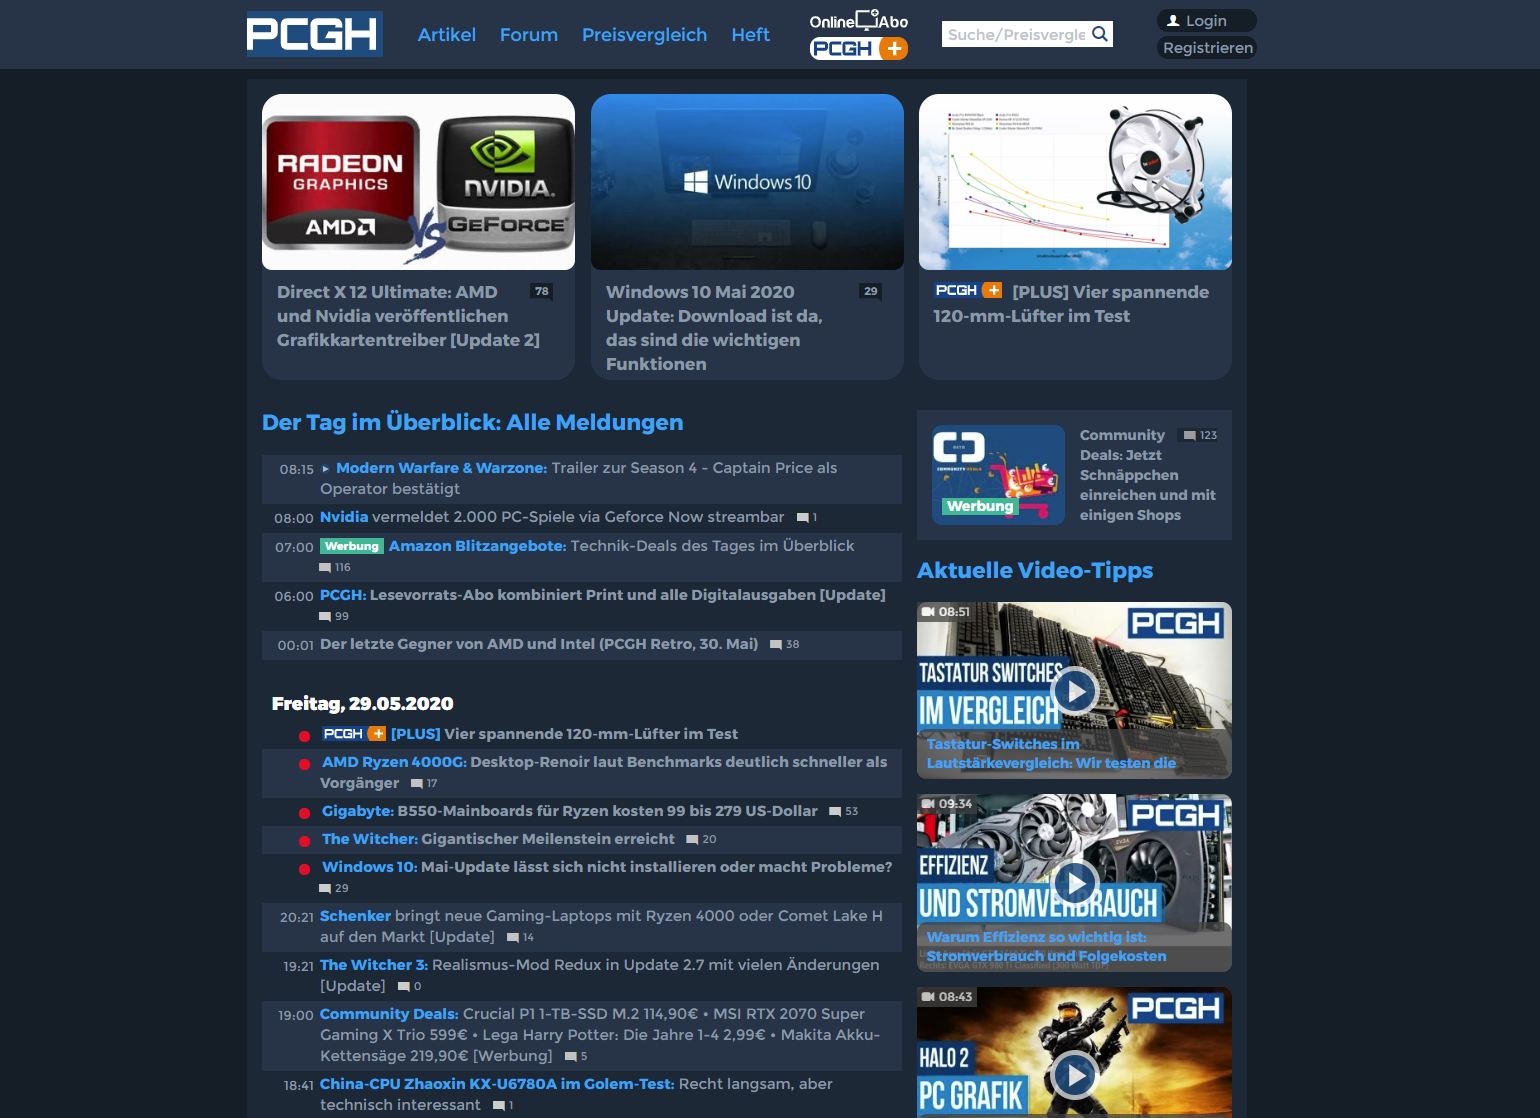 PCGH
Artikel
Forum
Preisvergleich
Heft
Online Abo
PCGH +
Suche/Preisvergle
Login
Registrieren
RADEON
GRAPHICS
AMD
VS
NVIDIA.
GEFORCE
Windows 10
Direct X 12 Ultimate: AMD
und Nvidia veröffentlichen
Grafikkartentreiber [Update 2]
78
Windows 10 Mai 2020
Update: Download ist da,
das sind die wichtigen
Funktionen
29
PCGH + [PLUS] Vier spannende
120-mm-Lüfter im Test
Der Tag im Überblick: Alle Meldungen
08:15 Modern Warfare & Warzone: Trailer zur Season 4 - Captain Price als
Operator bestätigt
08:00 Nvidia vermeldet 2.000 PC-Spiele via Geforce Now streambar 1
07:00 Werbung Amazon Blitzangebote: Technik-Deals des Tages im Überblick
116
06:00 PCGH: Lesevorrats-Abo kombiniert Print und alle Digitalausgaben [Update]
99
00:01 Der letzte Gegner von AMD und Intel (PCGH Retro, 30. Mai) 38
Freitag, 29.05.2020
PCGH + [PLUS] Vier spannende 120-mm-Lüfter im Test
AMD Ryzen 4000G: Desktop-Renoir laut Benchmarks deutlich schneller als
Vorgänger 17
Gigabyte: B550-Mainboards für Ryzen kosten 99 bis 279 US-Dollar 53
The Witcher: Gigantischer Meilenstein erreicht 20
Windows 10: Mai-Update lässt sich nicht installieren oder macht Probleme?
29
20:21 Schenker bringt neue Gaming-Laptops mit Ryzen 4000 oder Comet Lake H
auf den Markt [Update] 14
19:21 The Witcher 3: Realismus-Mod Redux in Update 2.7 mit vielen Änderungen
[Update] 0
19:00 Community Deals: Crucial P1 1-TB-SSD M.2 114,90€ • MSI RTX 2070 Super
Gaming X Trio 599€ • Lega Harry Potter: Die Jahre 1-4 2,99€ • Makita Akku-
Kettensäge 219,90€ [Werbung] 5
18:41 China-CPU Zhaoxin KX-U6780A im Golem-Test: Recht langsam, aber
technisch interessant 1
COMMUNITY-DEALS
Werbung
Community
Deals: Jetzt
Schnäppchen
einreichen und mit
einigen Shops
123
Aktuelle Video-Tipps
08:51
PCGH
TASTATUR SWITCHES
IM VERGLEICH
Tastatur-Switches im
Lautstärkevergleich: Wir testen die
09:34
PCGH
EFFIZIENZ
UND STROMVERBRAUCH
Warum Effizienz so wichtig ist:
Stromverbrauch und Folgekosten
Rechts: EVGA GTX 980 Ti Classified (300 Watt TDP)
08:43
PCGH
HALO 2
PC GRAFIK